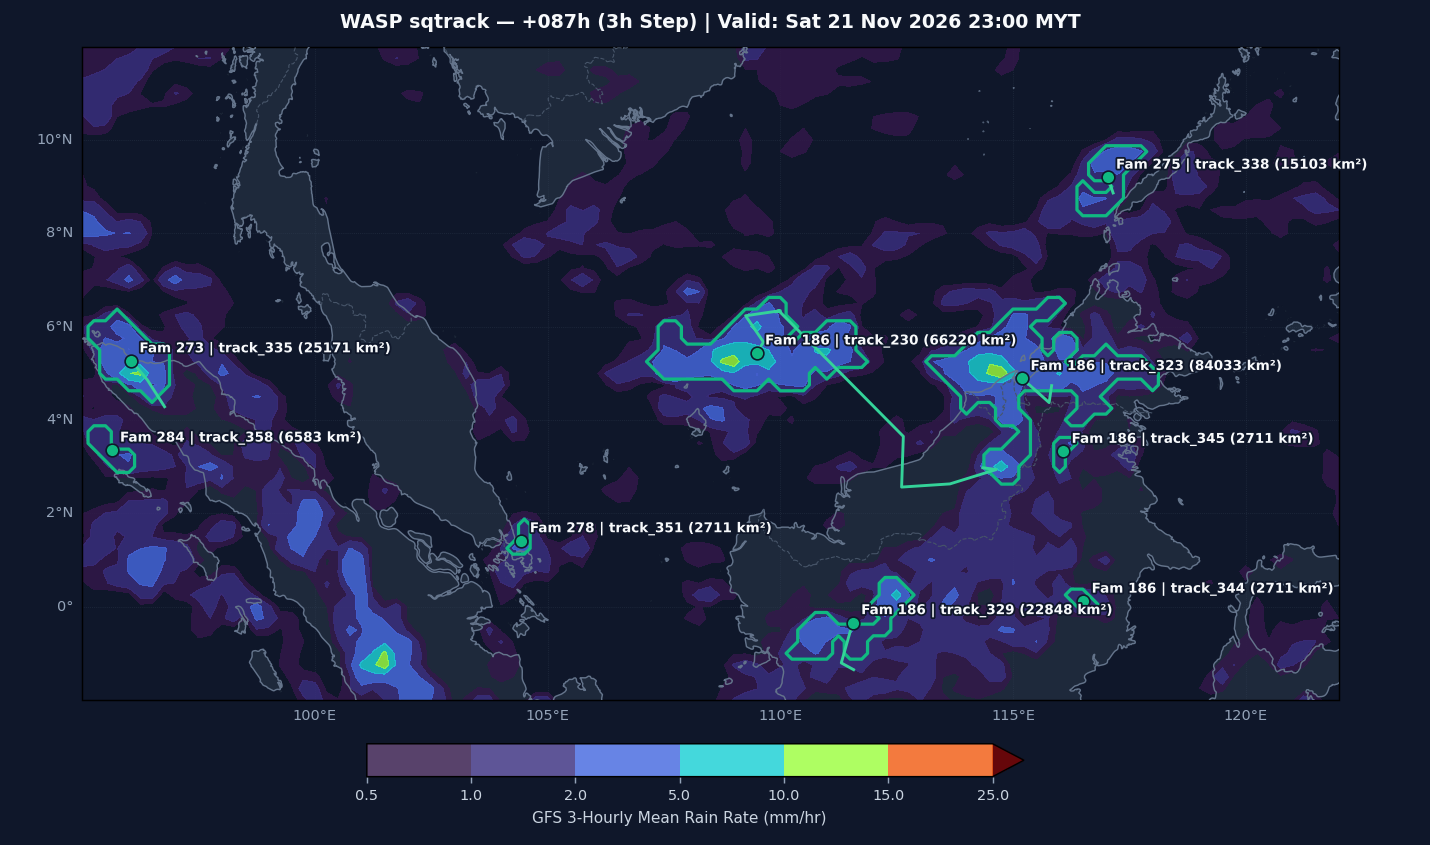 WASP sqtrack — +087h (3h Step) | Valid: Sat 21 Nov 2026 23:00 MYT
10°N
Fam 275 | track_338 (15103 km²)
8°N
6°N
Fam 186 | track_230 (66220 km²)
Fam 273 | track_335 (25171 km²)
Fam 186 | track_323 (84033 km²)
4°N
Fam 284 | track_358 (6583 km²)
Fam 186 | track_345 (2711 km²)
2°N
Fam 278 | track_351 (2711 km²)
Fam 186 | track_344 (2711 km²)
0°
Fam 186 | track_329 (22848 km²)
100°E 105°E 110°E 115°E 120°E
0.5 1.0 2.0 5.0 10.0 15.0 25.0
GFS 3-Hourly Mean Rain Rate (mm/hr)